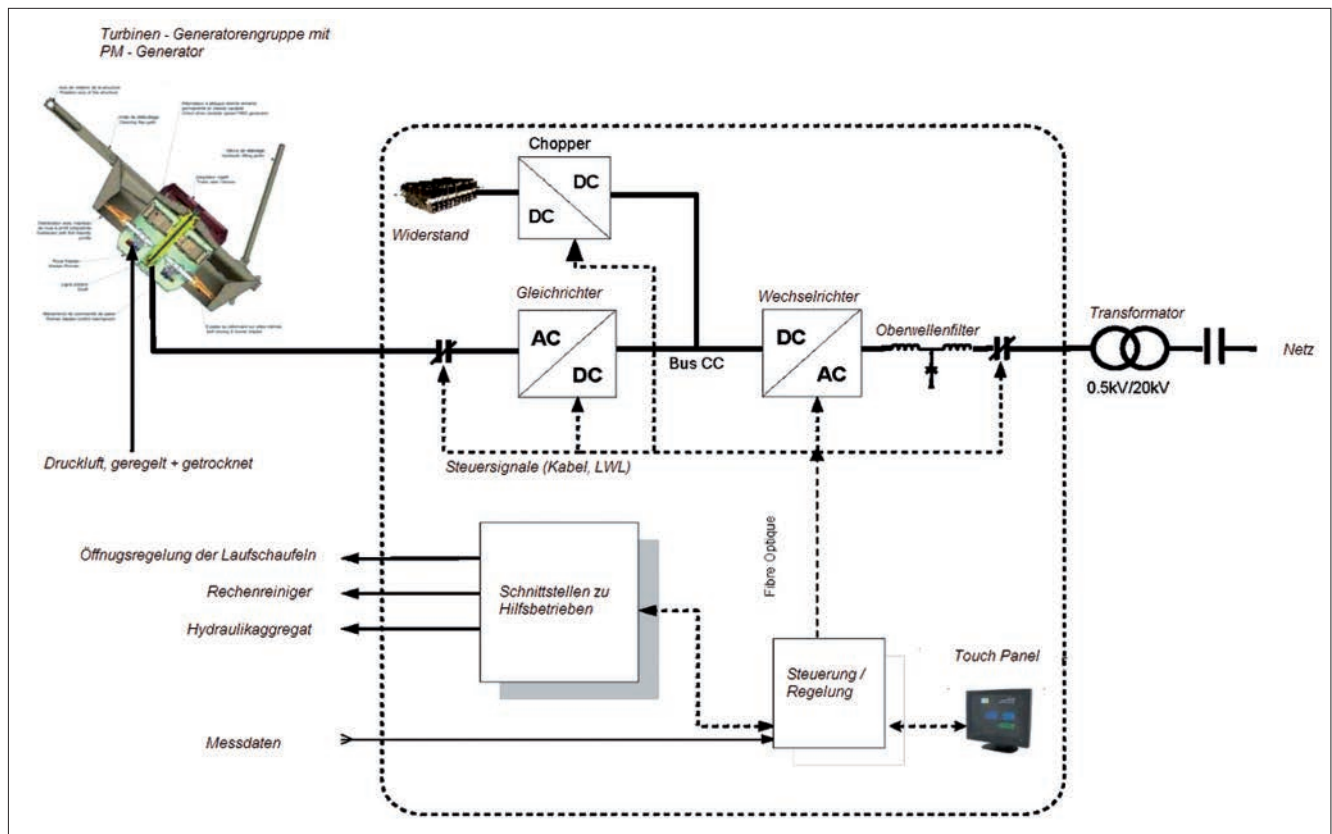 Turbinen - Generatorengruppe mit
PM - Generator
Chopper
DC
DC
Widerstand
Gleichrichter
AC
DC
Bus CC
Wechselrichter
DC
AC
Oberwellenfilter
Transformator
0.5kV/20kV
Netz
Druckluft, geregelt + getrocknet
Steuersignale (Kabel, LWL)
Fibre Optique
Öffnugsregelung der Laufschaufeln
Rechenreiniger
Hydraulikaggregat
Schnittstellen zu
Hilfsbetrieben
Steuerung /
Regelung
Touch Panel
Messdaten